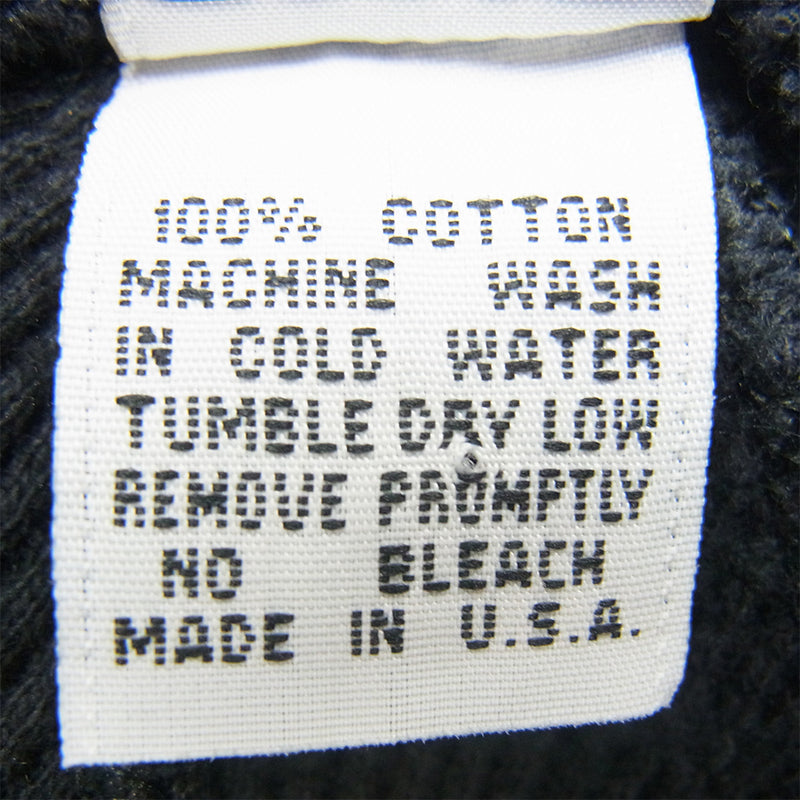 100% COTTON
MACHINE WASH
IN COLD WATER
TUMBLE DRY LOW
REMOVE PROMPTLY
NO BLEACH
MADE IN U.S.A.